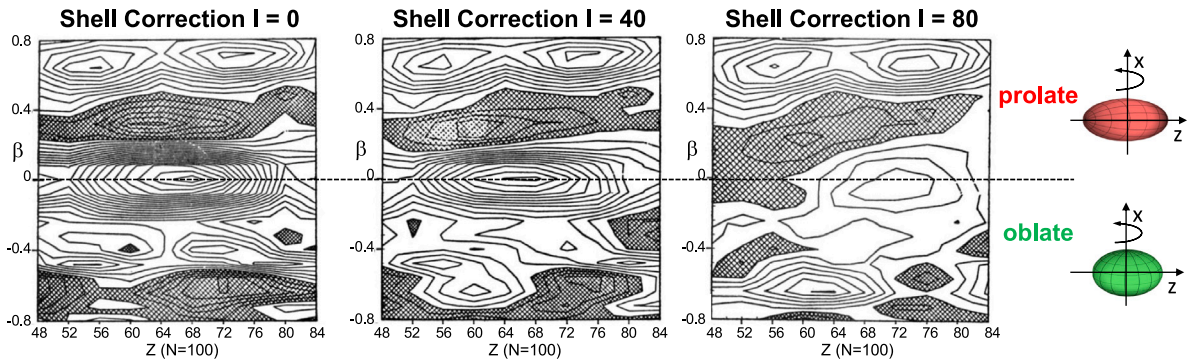 Shell Correction I = 0
Shell Correction I = 40
Shell Correction I = 80
0.8
0.4
β
0
-0.4
-0.8
48 52 56 60 64 68 72 76 80 84
Z (N=100)
0.8
0.4
β
0
-0.4
-0.8
48 52 56 60 64 68 72 76 80 84
Z (N=100)
0.8
0.4
β
0
-0.4
-0.8
48 52 56 60 64 68 72 76 80 84
Z (N=100)
prolate
X
Z
oblate
X
Z